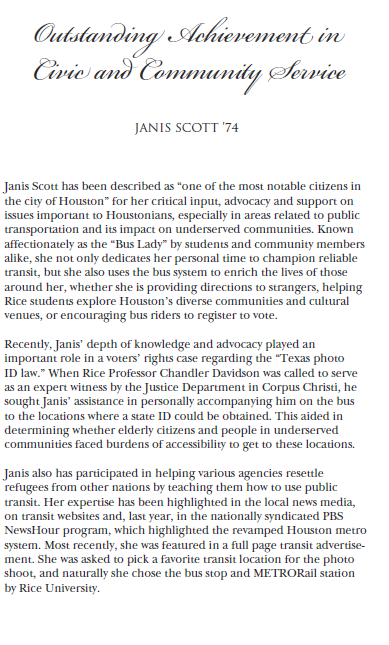 Outstanding Achievement in
Civic and Community Service
JANIS SCOTT '74
Janis Scott has been described as “one of the most notable citizens in
the city of Houston” for her critical input, advocacy and support on
issues important to Houstonians, especially in areas related to public
transportation and its impact on underserved communities. Known
affectionately as the “Bus Lady” by students and community members
alike, she not only dedicates her personal time to champion reliable
transit, but she also uses the bus system to enrich the lives of those
around her, whether she is providing directions to strangers, helping
Rice students explore Houston’s diverse communities and cultural
venues, or encouraging bus riders to register to vote.
Recently, Janis’ depth of knowledge and advocacy played an
important role in a voters’ rights case regarding the “Texas photo
ID law.” When Rice Professor Chandler Davidson was called to serve
as an expert witness by the Justice Department in Corpus Christi, he
sought Janis’ assistance in personally accompanying him on the bus
to the locations where a state ID could be obtained. This aided in
determining whether elderly citizens and people in underserved
communities faced burdens of accessibility to get to these locations.
Janis also has participated in helping various agencies resettle
refugees from other nations by teaching them how to use public
transit. Her expertise has been highlighted in the local news media,
on transit websites and, last year, in the nationally syndicated PBS
NewsHour program, which highlighted the revamped Houston metro
system. Most recently, she was featured in a full page transit advertise-
ment. She was asked to pick a favorite transit location for the photo
shoot, and naturally she chose the bus stop and METRORail station
by Rice University.